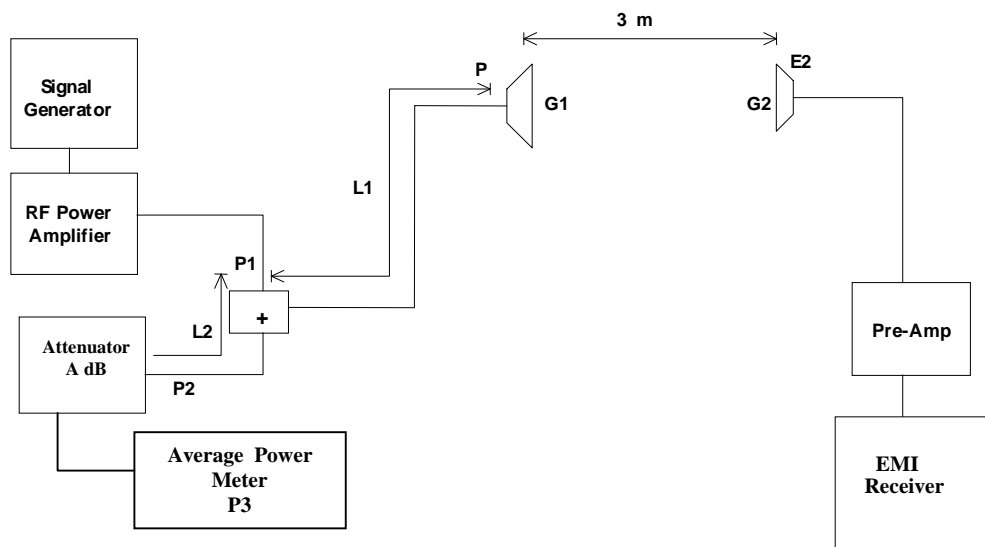 3 m
P
E2
Signal
Generator
G1
G2
L1
RF Power
Amplifier
P1
+
L2
Attenuator
A dB
P2
Pre-Amp
Average Power
Meter
P3
EMI
Receiver